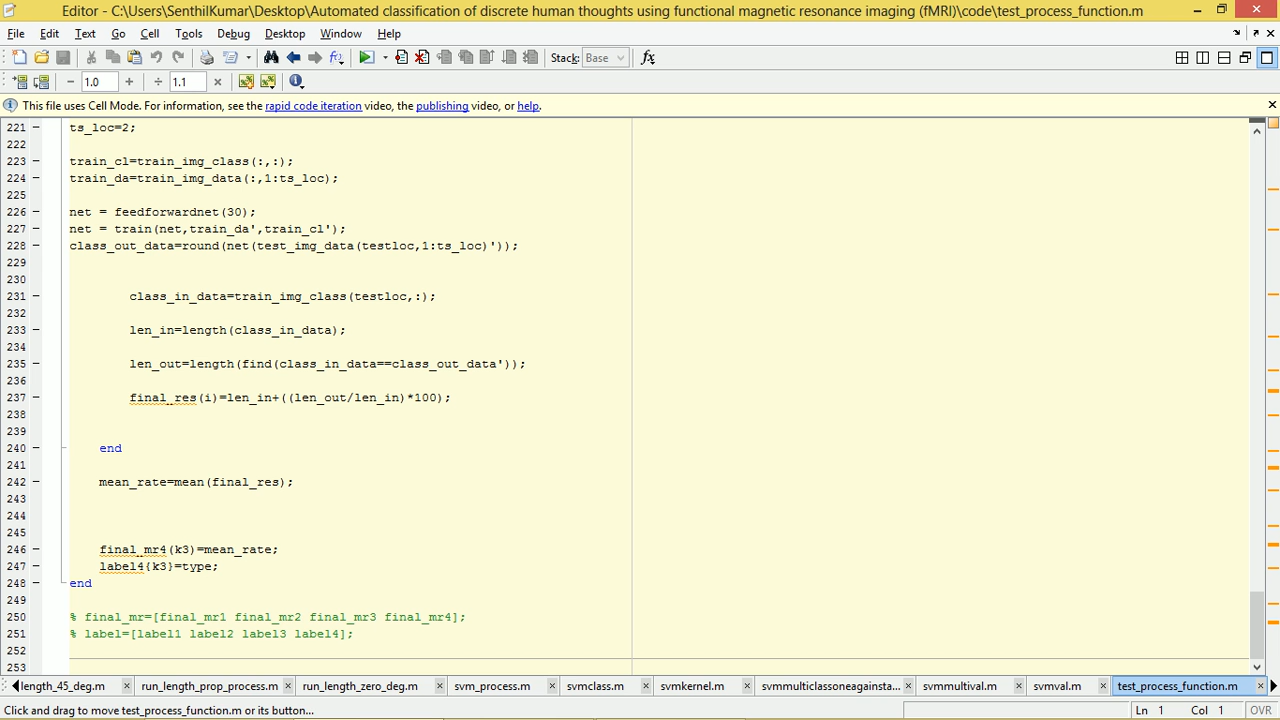 Editor - C:\Users\SenthilKumar\Desktop\Automated classification of discrete human thoughts using functional magnetic resonance imaging (fMRI)\code\test_process_function.m
File Edit Text Go Cell Tools Debug Desktop Window Help
Stack: Base fx
- 1.0 + ÷ 1.1 ×
This file uses Cell Mode. For information, see the rapid code iteration video, the publishing video, or help.
221 - ts_loc=2;
222
223 - train_cl=train_img_class(:,:);
224 - train_da=train_img_data(:,1:ts_loc);
225
226 - net = feedforwardnet(30);
227 - net = train(net,train_da',train_cl');
228 - class_out_data=round(net(test_img_data(testloc,1:ts_loc)'));
229
230
231 - class_in_data=train_img_class(testloc,:);
232
233 - len_in=length(class_in_data);
234
235 - len_out=length(find(class_in_data==class_out_data'));
236
237 - final_res(i)=len_in+((len_out/len_in)*100);
238
239
240 - end
241
242 - mean_rate=mean(final_res);
243
244
245
246 - final_mr4(k3)=mean_rate;
247 - label4{k3}=type;
248 - end
249
250 % final_mr=[final_mr1 final_mr2 final_mr3 final_mr4];
251 % label=[label1 label2 label3 label4];
252
253
length_45_deg.m × run_length_prop_process.m × run_length_zero_deg.m × svm_process.m × svmclass.m × svmkernel.m × svmmulticlassoneagainsta... × svmmultival.m × svmval.m × test_process_function.m ×
Click and drag to move test_process_function.m or its button... Ln 1 Col 1 OVR